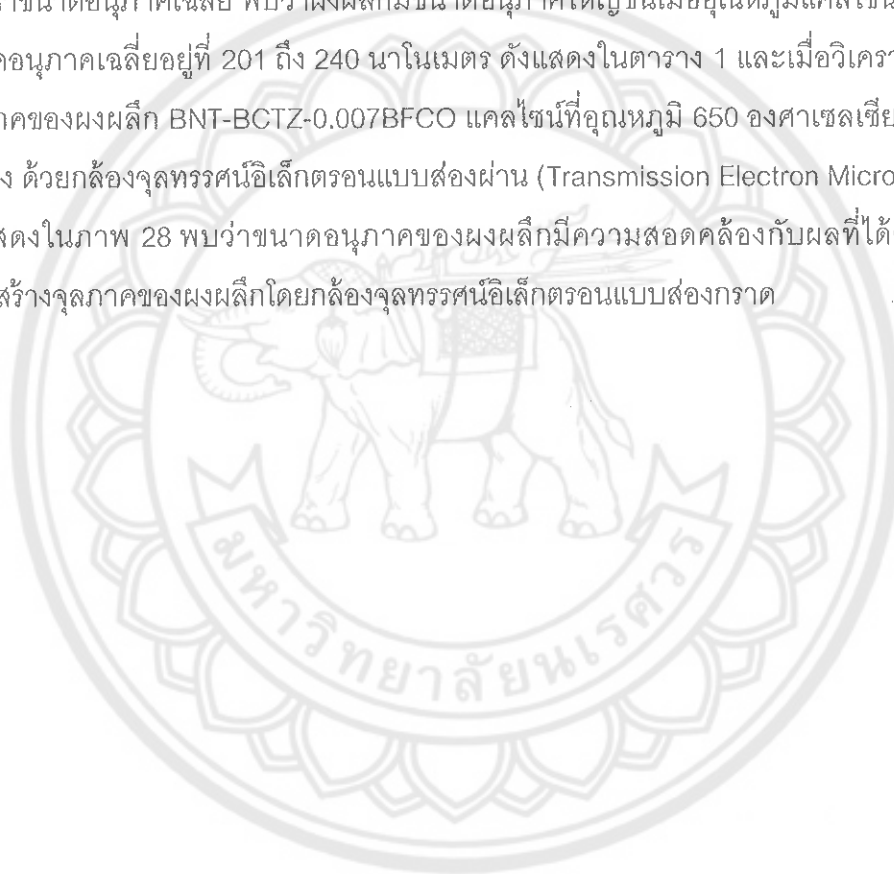 าขนาดอนุภาคเฉลี่ย พบว่าผงผลึกมีขนาดอนุภาคใหญ่ขึ้นเมื่ออุณหภูมิแคลไซน์
าอนุภาคเฉลี่ยอยู่ที่ 201 ถึง 240 นาโนเมตร ดังแสดงในตาราง 1 และเมื่อวิเครา
าคของผงผลึก BNT-BCTZ-0.007BFCO แคลไซน์ที่อุณหภูมิ 650 องศาเซลเซีย
ง ด้วยกล้องจุลทรรศน์อิเล็กตรอนแบบส่องผ่าน (Transmission Electron Micro
สดงในภาพ 28 พบว่าขนาดอนุภาคของผงผลึกมีความสอดคล้องกับผลที่ได้
สร้างจุลภาคของผงผลึกโดยกล้องจุลทรรศน์อิเล็กตรอนแบบส่องกราด
มหาวิทยาลัยนเรศวร